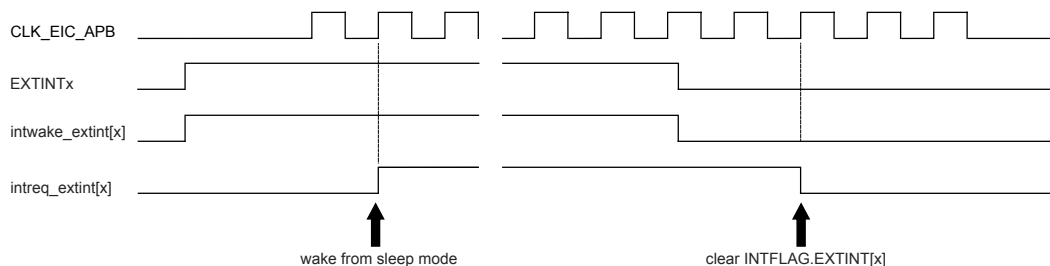 CLK_EIC_APB
EXTINTx
intwake_extint[x]
intreq_extint[x]
wake from sleep mode
clear INTFLAG.EXTINT[x]